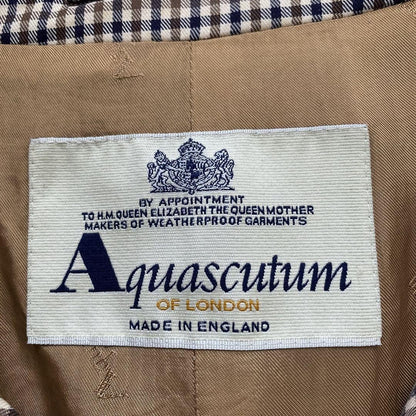 BY APPOINTMENT
TO H.M. QUEEN ELIZABETH THE QUEEN MOTHER
MAKERS OF WEATHERPROOF GARMENTS
Aquascutum
OF LONDON
MADE IN ENGLAND